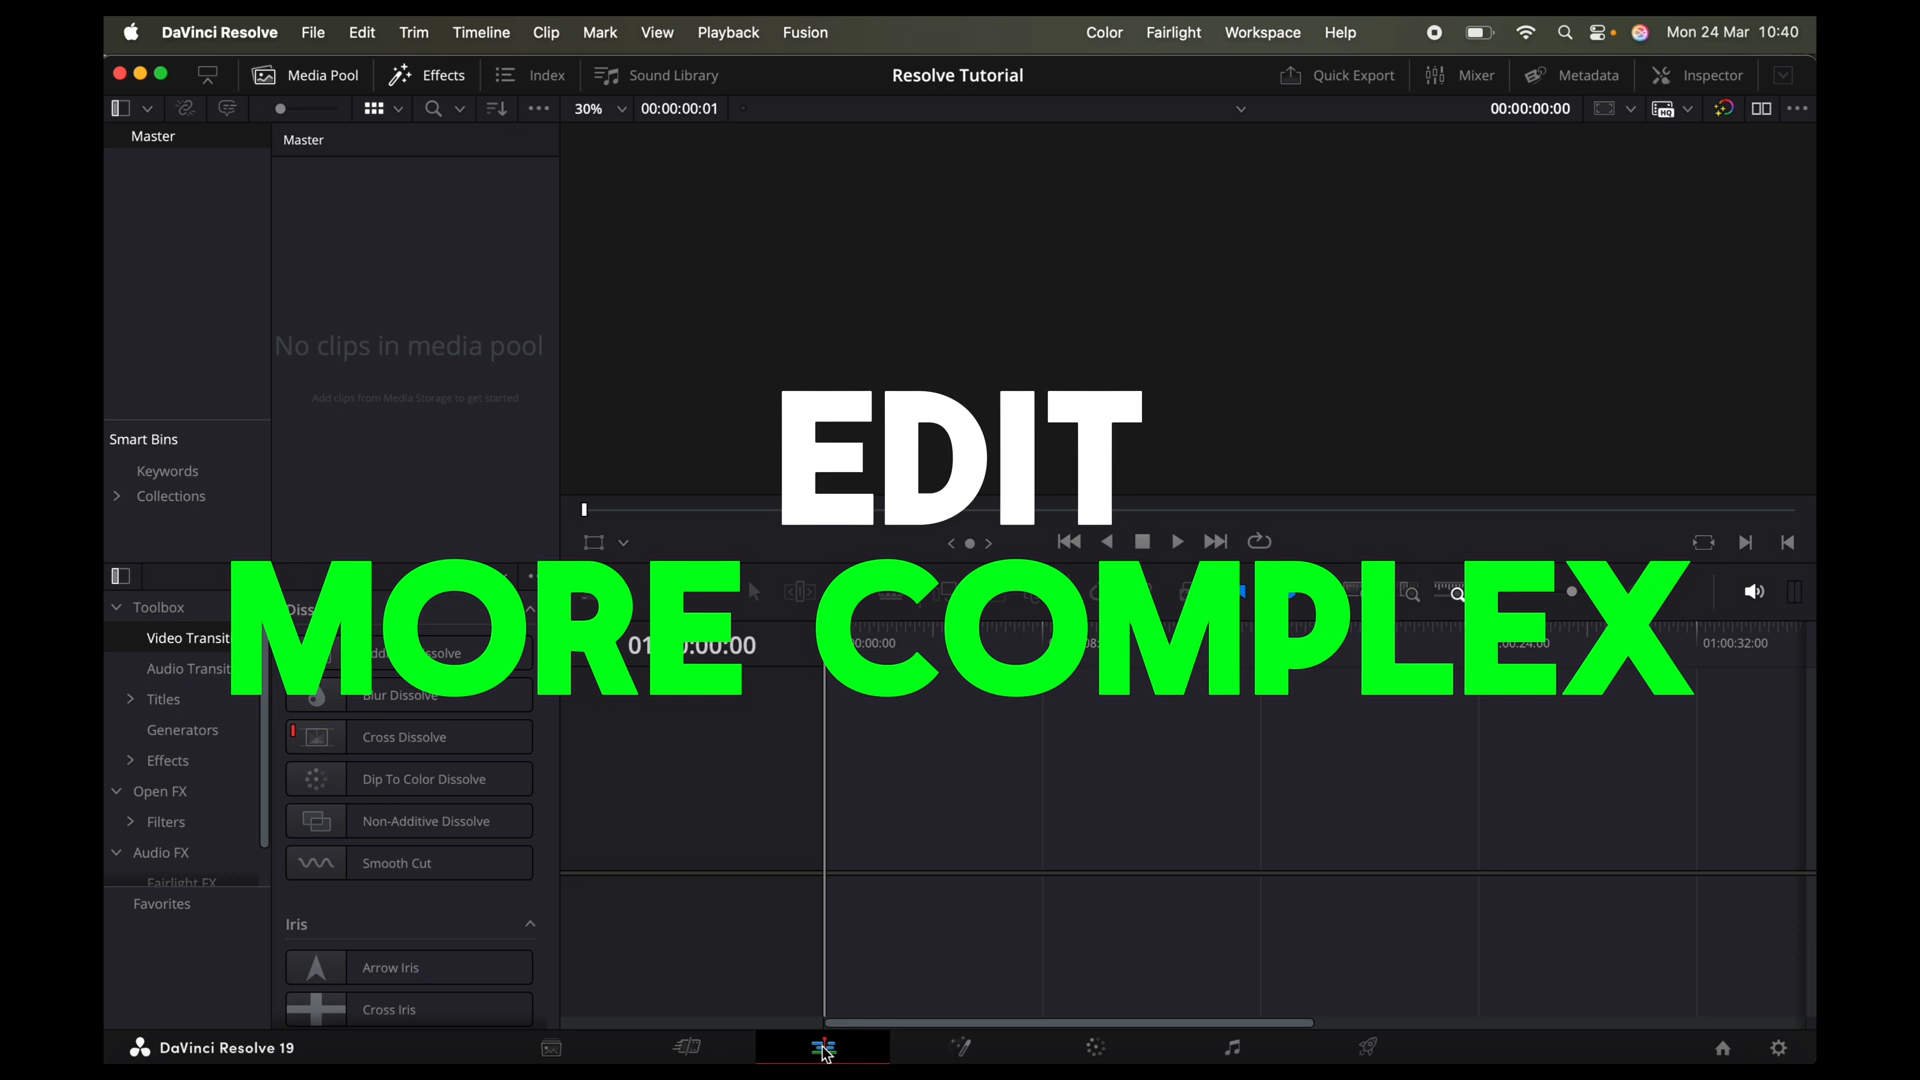 DaVinci Resolve File Edit Trim Timeline Clip Mark View Playback Fusion Color Fairlight Workspace Help Mon 24 Mar 10:40
Media Pool Effects Index Sound Library Resolve Tutorial Quick Export Mixer Metadata Inspector
30% 00:00:00:01 00:00:00:00
Master
Master
No clips in media pool
Add clips from Media Storage to get started
Smart Bins
Keywords
Collections
EDIT
MORE COMPLEX
Toolbox
Video Transit
Audio Transit
Titles
Generators
Effects
Open FX
Filters
Audio FX
Fairlight FX
Favorites
Blur Dissolve
Cross Dissolve
Dip To Color Dissolve
Non-Additive Dissolve
Smooth Cut
Iris
Arrow Iris
Cross Iris
01:00:32:00
DaVinci Resolve 19